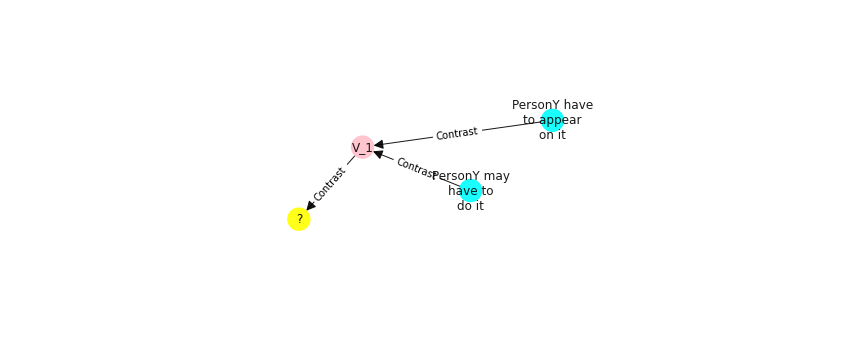 PersonY have
to appear
on it
Contrast
V_1
Contrast
PersonY may
have to
do it
Contrast
?